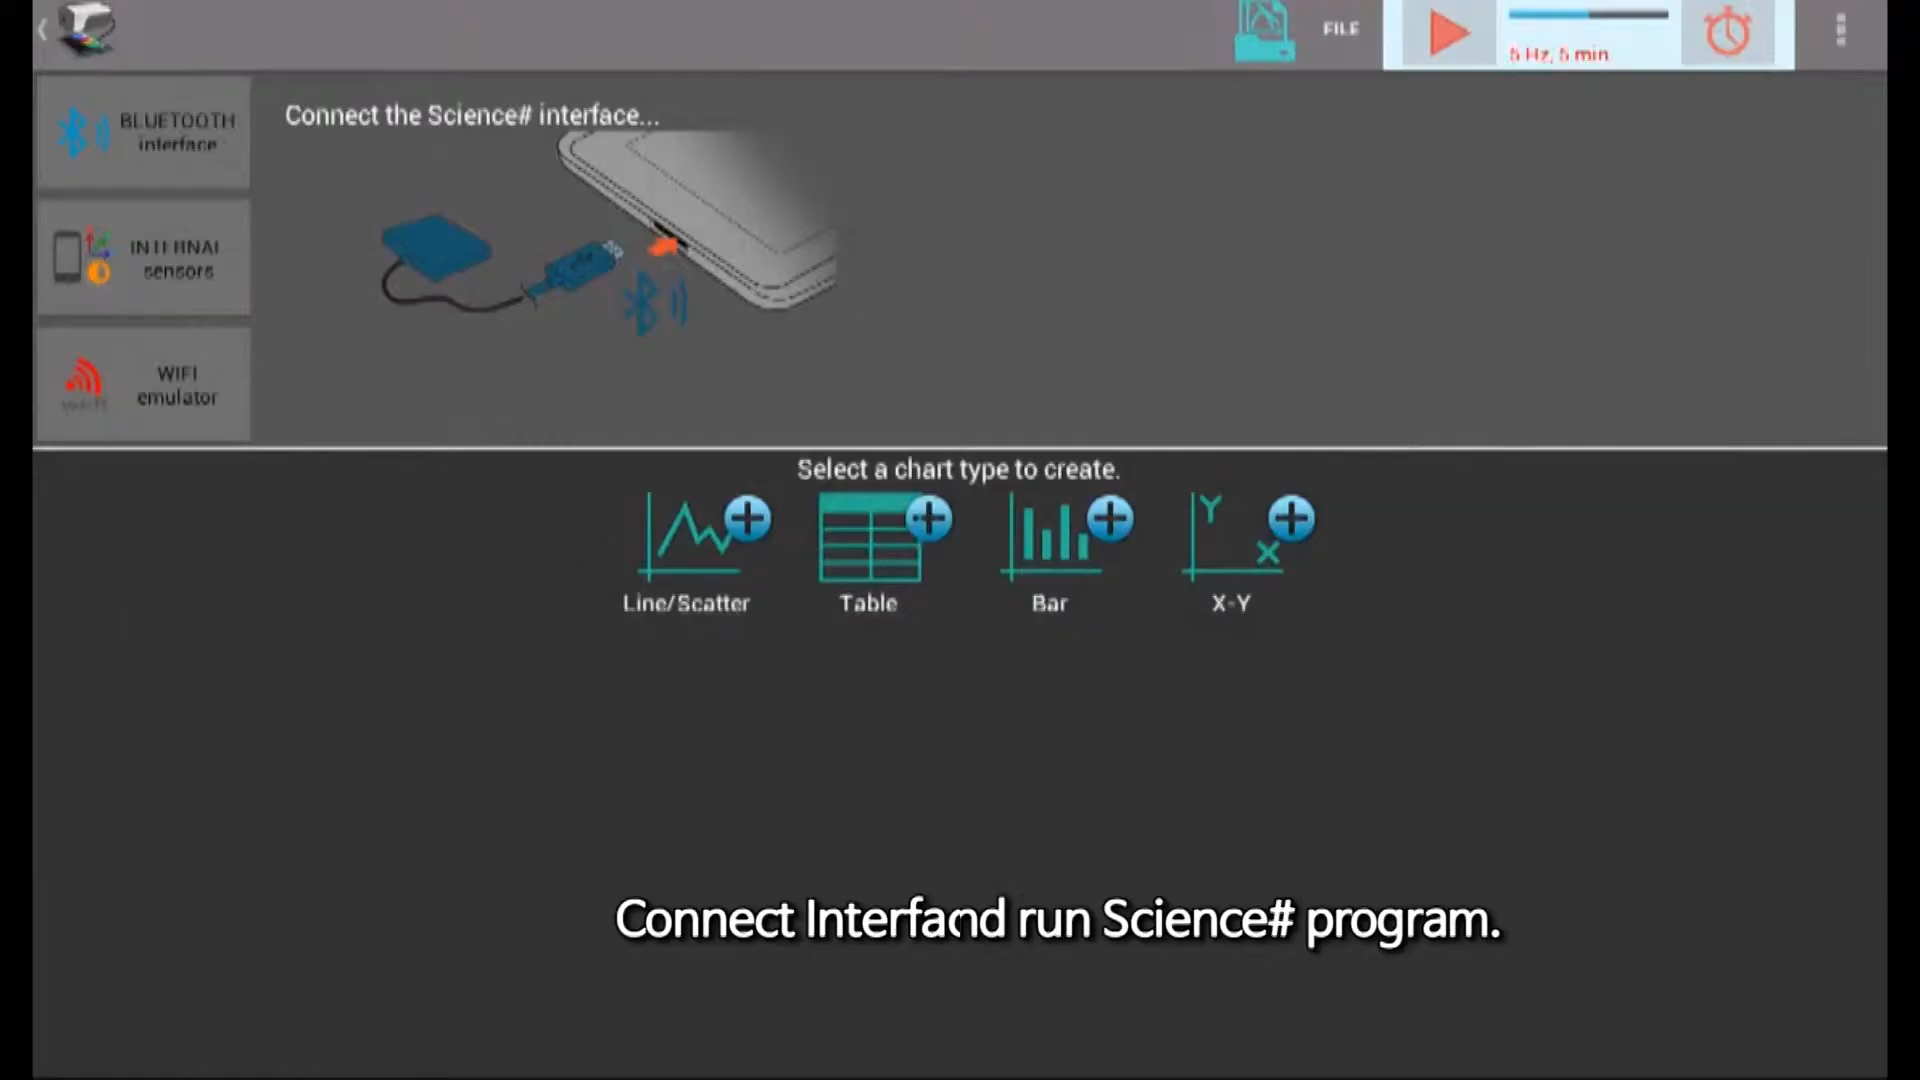 FILE
5 Hz, 5 min
BLUETOOTH
interface
Connect the Science# interface...
INTERNAL
sensors
WIFI
emulator
Select a chart type to create.
Line/Scatter
Table
Bar
X-Y
Connect Interfand run Science# program.